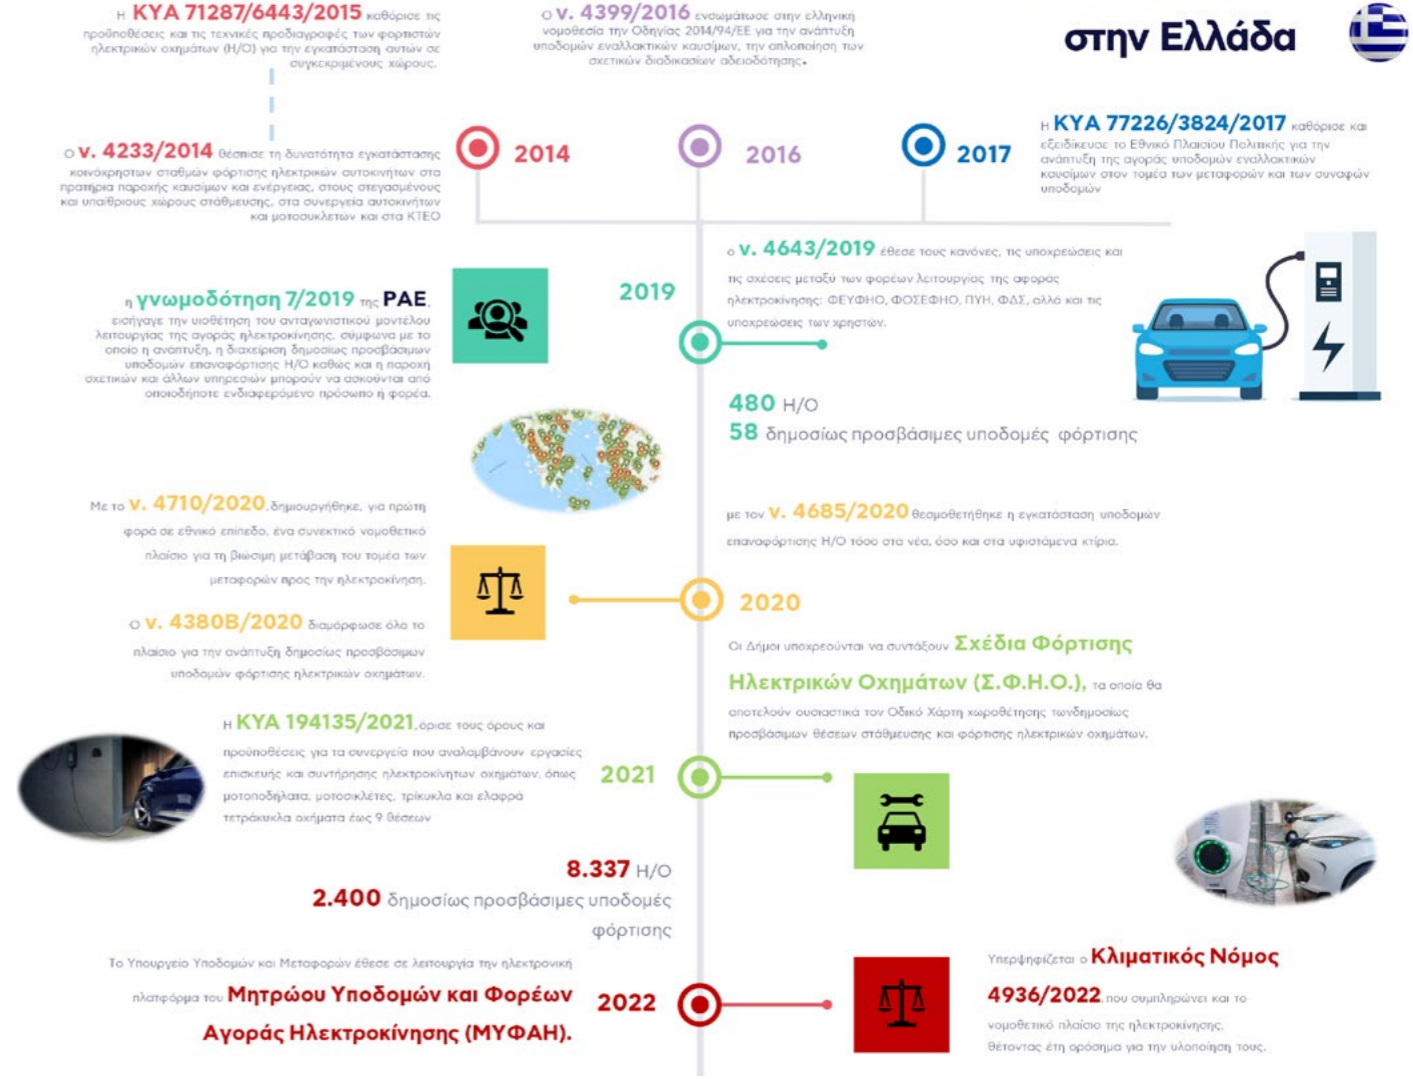 στην Ελλάδα
Η ΚΥΑ 71287/6443/2015 καθόρισε τις
προϋποθέσεις και τις τεχνικές προδιαγραφές των φορτιστών
ηλεκτρικών οχημάτων (Η/Ο) για την εγκατάσταση αυτών σε
συγκεκριμένους χώρους.
Ο ν. 4399/2016 ενσωμάτωσε στην ελληνική
νομοθεσία την Οδηγίας 2014/94/ΕΕ για την ανάπτυξη
υποδομών εναλλακτικών καυσίμων, την απλοποίηση των
σχετικών διαδικασίων αδειοδότησης.
Ο ν. 4233/2014 θέσπισε τη δυνατότητα εγκατάστασης
κοινόχρηστων σταθμών φόρτισης ηλεκτρικών αυτοκινήτων στα
πρατήρια παροχής καυσίμων και ενέργειας, στους στεγασμένους
και υπαίθριους χώρους στάθμευσης, στα συνεργεία αυτοκινήτων
και μοτοσυκλετών και στα ΚΤΕΟ
2014
2016
2017
Η ΚΥΑ 77226/3824/2017 καθόρισε και
εξειδίκευσε το Εθνικό Πλαισίου Πολιτικής για την
ανάπτυξη της αγοράς υποδομών εναλλακτικών
καυσίμων στον τομέα των μεταφορών και των συναφών
υποδομών
ο ν. 4643/2019 έθεσε τους κανόνες, τις υποχρεώσεις και
τις σχέσεις μεταξύ των φορέων λειτουργίας της αφοράς
ηλεκτροκίνησης: ΦΕΥΦΗΟ, ΦΟΣΕΦΗΟ, ΠΥΗ, ΦΔΣ, αλλά και τις
υποχρεώσεις των χρηστών.
2019
η γνωμοδότηση 7/2019 της ΡΑΕ,
εισήγαγε την υιοθέτηση του ανταγωνιστικού μοντέλου
λειτουργίας της αγοράς ηλεκτροκίνησης, σύμφωνα με το
οποίο η ανάπτυξη, η διαχείριση δημοσίως προσβάσιμων
υποδομών επαναφόρτισης Η/Ο καθώς και η παροχή
σχετικών και άλλων υπηρεσιών μπορούν να ασκούνται από
οποιοδήποτε ενδιαφερόμενο πρόσωπο ή φορέα.
480 Η/Ο
58 δημοσίως προσβάσιμες υποδομές φόρτισης
Με το ν. 4710/2020, δημιουργήθηκε, για πρώτη
φορά σε εθνικό επίπεδο, ένα συνεκτικό νομοθετικό
πλαίσιο για τη βιώσιμη μετάβαση του τομέα των
μεταφορών προς την ηλεκτροκίνηση.
με τον ν. 4685/2020 θεσμοθετήθηκε η εγκατάσταση υποδομών
επαναφόρτισης Η/Ο τόσο στα νέα, όσο και στα υφιστάμενα κτίρια.
2020
Ο ν. 4380Β/2020 διαμόρφωσε όλο το
πλαίσιο για την ανάπτυξη δημοσίως προσβάσιμων
υποδομών φόρτισης ηλεκτρικών οχημάτων.
Οι Δήμοι υποχρεούνται να συντάξουν Σχέδια Φόρτισης
Ηλεκτρικών Οχημάτων (Σ.Φ.Η.Ο.), τα οποία θα
αποτελούν ουσιαστικά τον Οδικό Χάρτη χωροθέτησης τωνδημοσίως
προσβάσιμων θέσεων στάθμευσης και φόρτισης ηλεκτρικών οχημάτων.
Η ΚΥΑ 194135/2021, όρισε τους όρους και
προϋποθέσεις για τα συνεργεία που αναλαμβάνουν εργασίες
επισκευής και συντήρησης ηλεκτροκίνητων οχημάτων, όπως
μοτοποδήλατα, μοτοσικλέτες, τρίκυκλα και ελαφρά
τετράκυκλα οχήματα έως 9 θέσεων
2021
8.337 Η/Ο
2.400 δημοσίως προσβάσιμες υποδομές
φόρτισης
Το Υπουργείο Υποδομών και Μεταφορών έθεσε σε λειτουργία την ηλεκτρονική
πλατφόρμα του Μητρώου Υποδομών και Φορέων
Αγοράς Ηλεκτροκίνησης (ΜΥΦΑΗ).
2022
Υπερψηφίζεται ο Κλιματικός Νόμος
4936/2022, που συμπληρώνει και το
νομοθετικό πλαίσιο της ηλεκτροκίνησης,
θέτοντας έτη ορόσημα για την υλοποίηση τους.